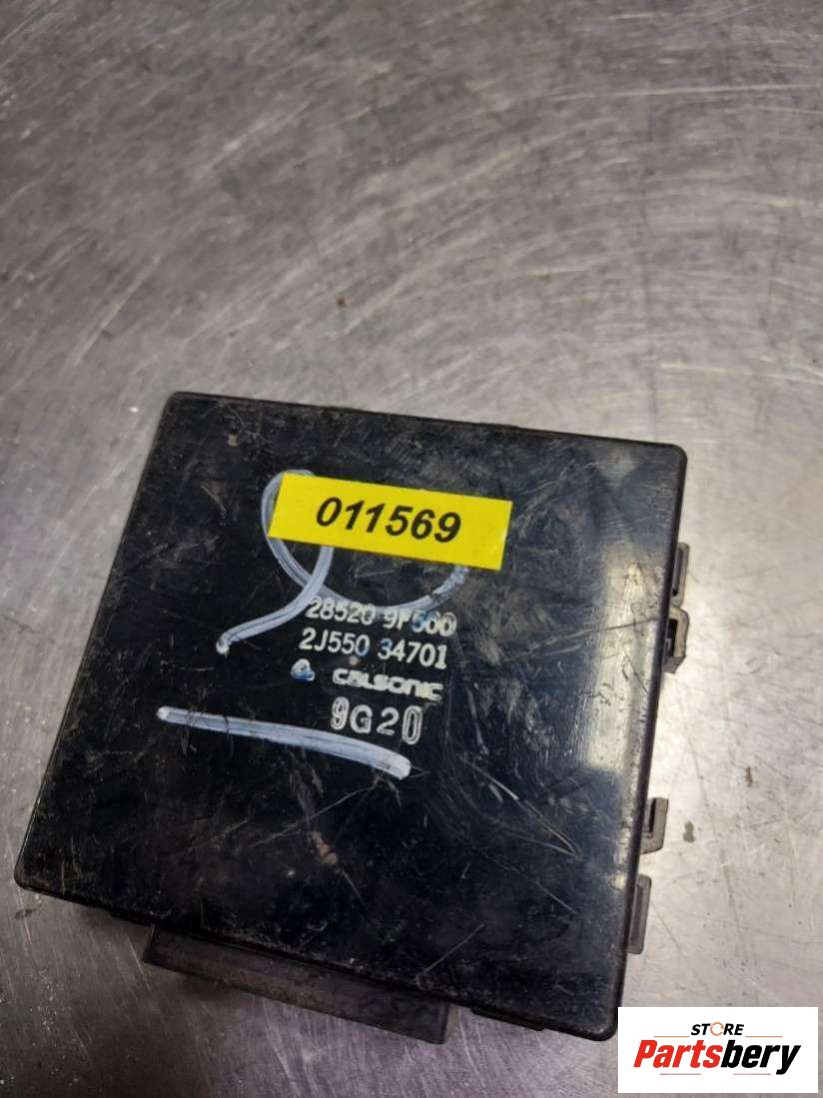 011569
28520 9F500
2J550 34701
CALSONIC
9G20
STORE
Partsbery